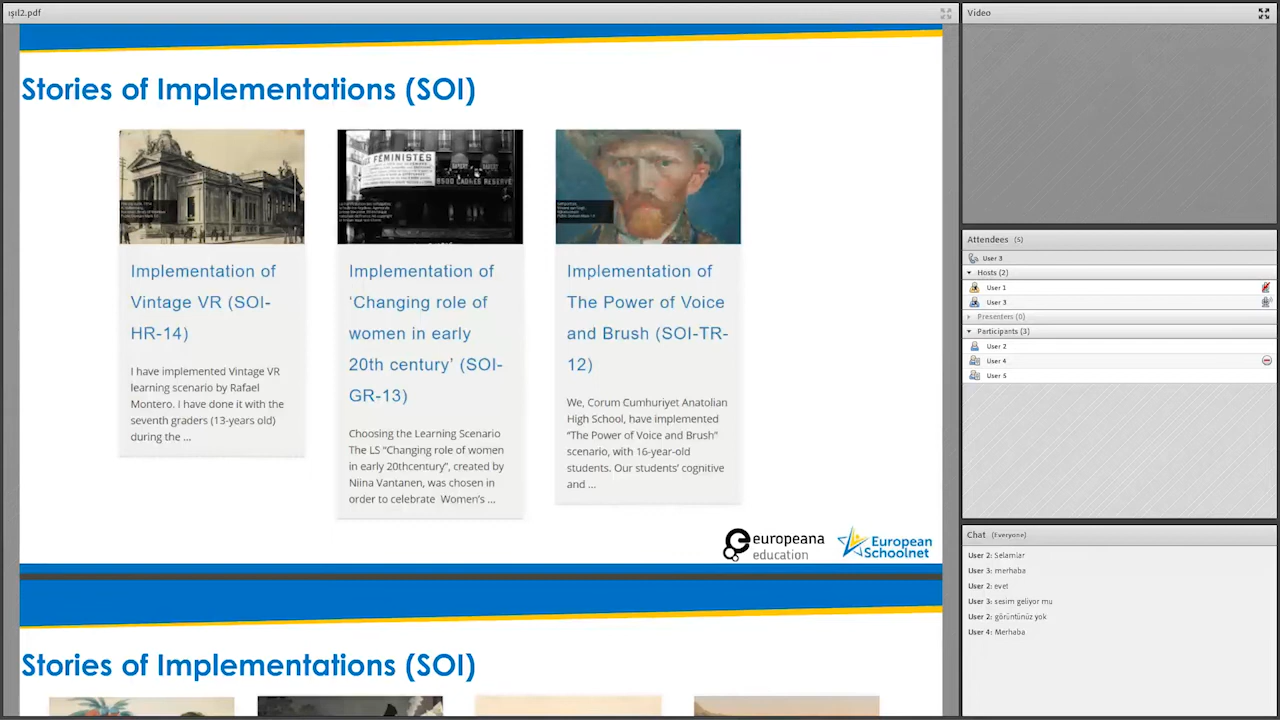 ışıl2.pdf
Stories of Implementations (SOI)
FÉMINISTES
Implementation of
Vintage VR (SOI-
HR-14)
I have implemented Vintage VR
learning scenario by Rafael
Montero. I have done it with the
seventh graders (13-years old)
during the ...
Implementation of
‘Changing role of
women in early
20th century’ (SOI-
GR-13)
Choosing the Learning Scenario
The LS “Changing role of women
in early 20thcentury”, created by
Niina Vantanen, was chosen in
order to celebrate Women’s ...
Implementation of
The Power of Voice
and Brush (SOI-TR-
12)
We, Corum Cumhuriyet Anatolian
High School, have implemented
“The Power of Voice and Brush”
scenario, with 16-year-old
students. Our students’ cognitive
and ...
europeana
education
European
Schoolnet
Stories of Implementations (SOI)
Video
Attendees (5)
User 3
Hosts (2)
User 1
User 3
Presenters (0)
Participants (3)
User 2
User 4
User 5
Chat (Everyone)
User 2: Selamlar
User 3: merhaba
User 2: evet
User 3: sesim geliyor mu
User 2: görüntünüz yok
User 4: Merhaba